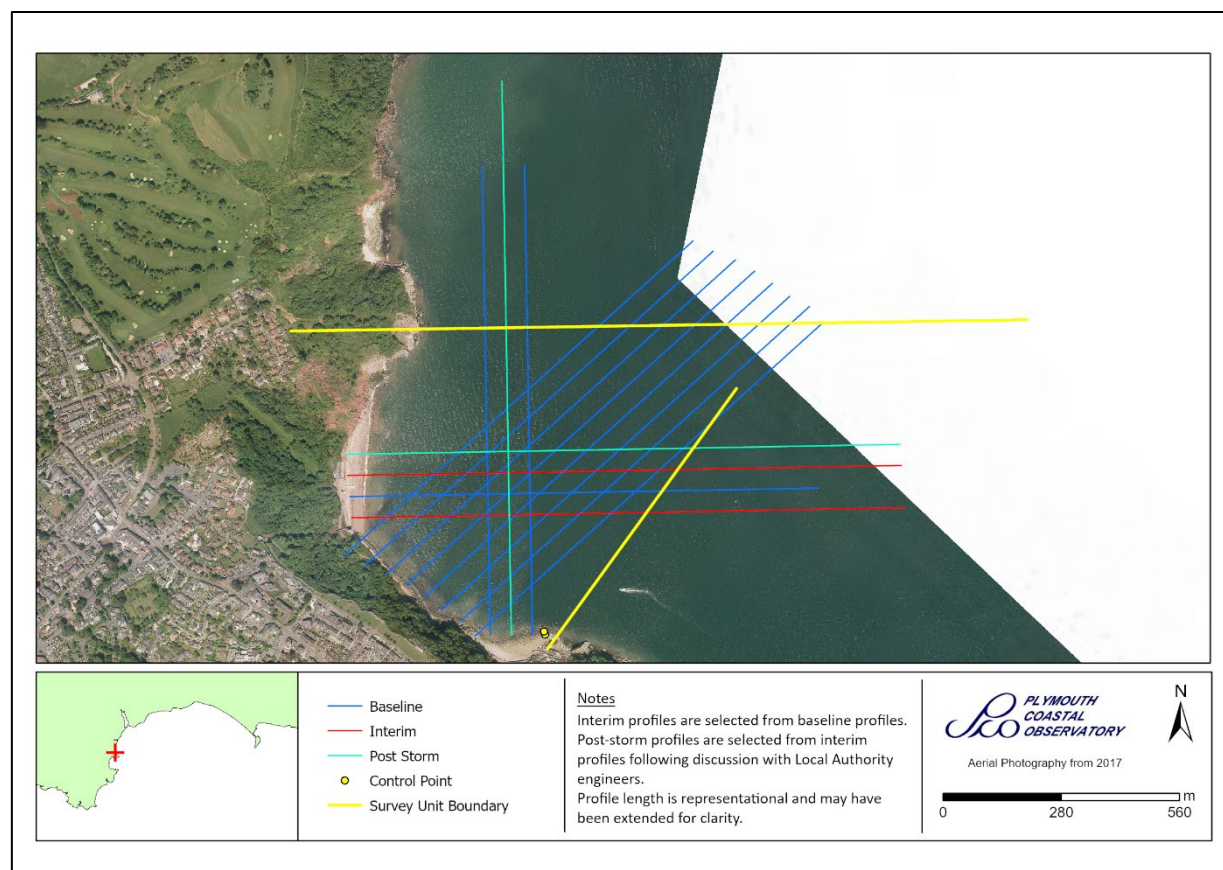 Baseline
Interim
Post Storm
Control Point
Survey Unit Boundary
Notes
Interim profiles are selected from baseline profiles.
Post-storm profiles are selected from interim
profiles following discussion with Local Authority
engineers.
Profile length is representational and may have
been extended for clarity.
PLYMOUTH
COASTAL
OBSERVATORY
Aerial Photography from 2017
N
m
0 280 560